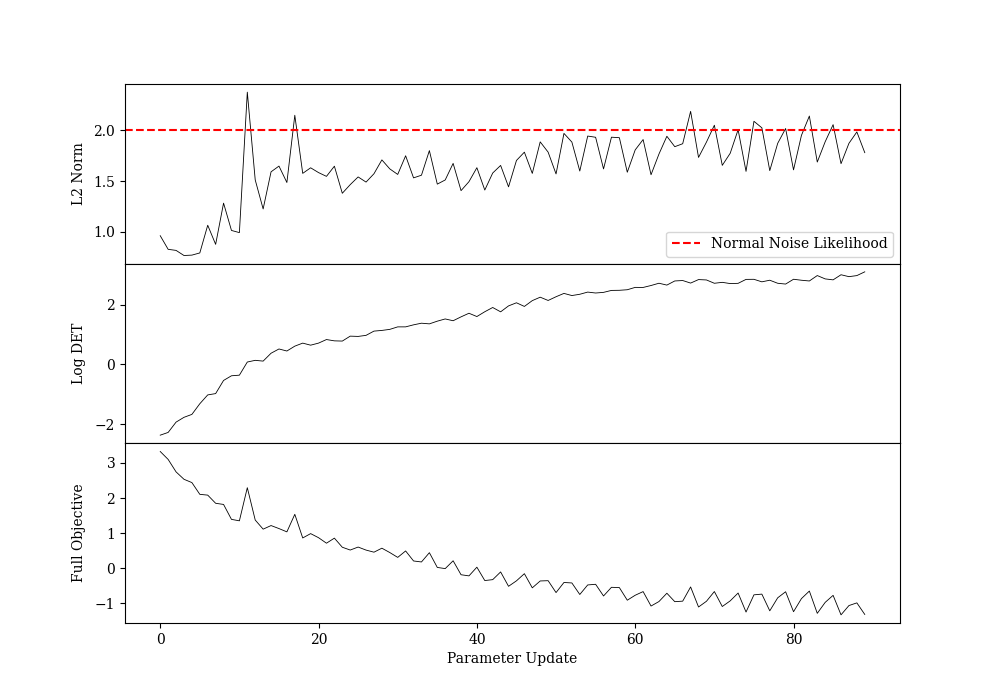 L2 Norm
2.0
1.5
1.0
Normal Noise Likelihood
Log DET
2
0
−2
Full Objective
3
2
1
0
−1
0 20 40 60 80
Parameter Update